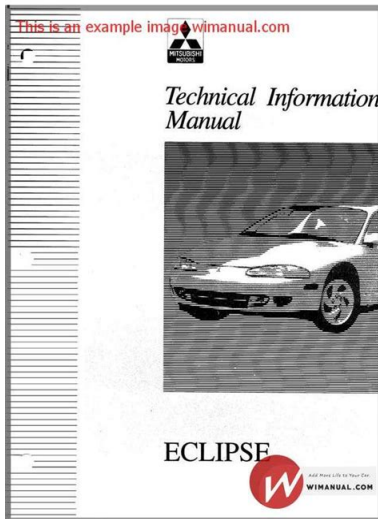 This is an example image wimanual.com
MITSUBISHI
MOTORS
Technical Information
Manual
ECLIPSE
Add More Life to Your Car
WIMANUAL.COM